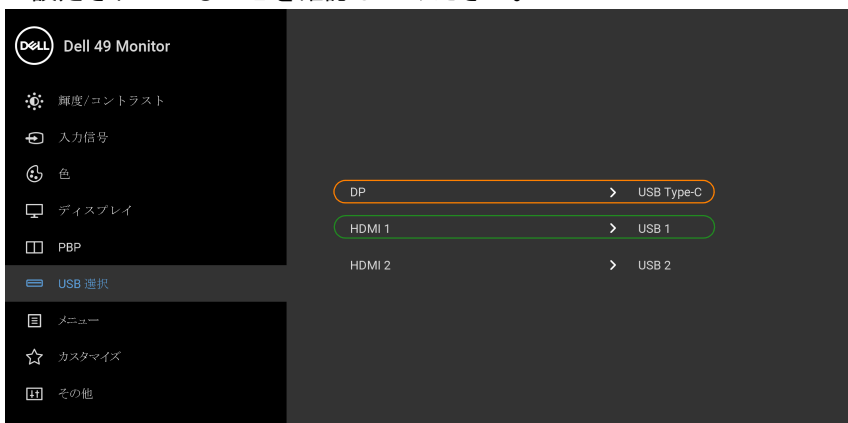 DELL Dell 49 Monitor
輝度/コントラスト
入力信号
色
ディスプレイ
PBP
USB 選択
メニュー
カスタマイズ
その他
DP > USB Type-C
HDMI 1 > USB 1
HDMI 2 > USB 2